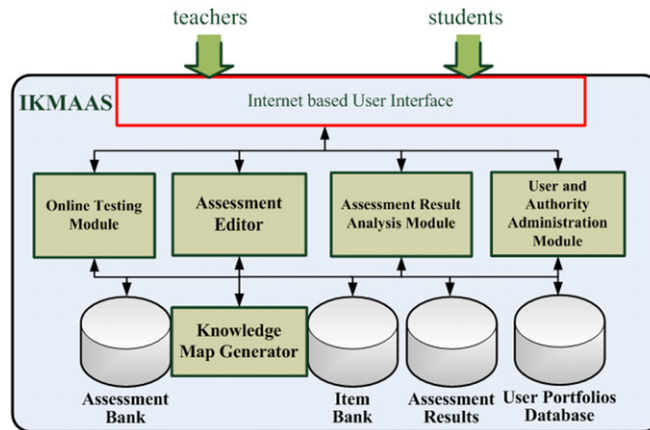 teachers
students
IKMAAS
Internet based User Interface
Online Testing
Module
Assessment
Editor
Assessment Result
Analysis Module
User and
Authority
Administration
Module
Knowledge
Map Generator
Assessment
Bank
Item
Bank
Assessment
Results
User Portfolios
Database